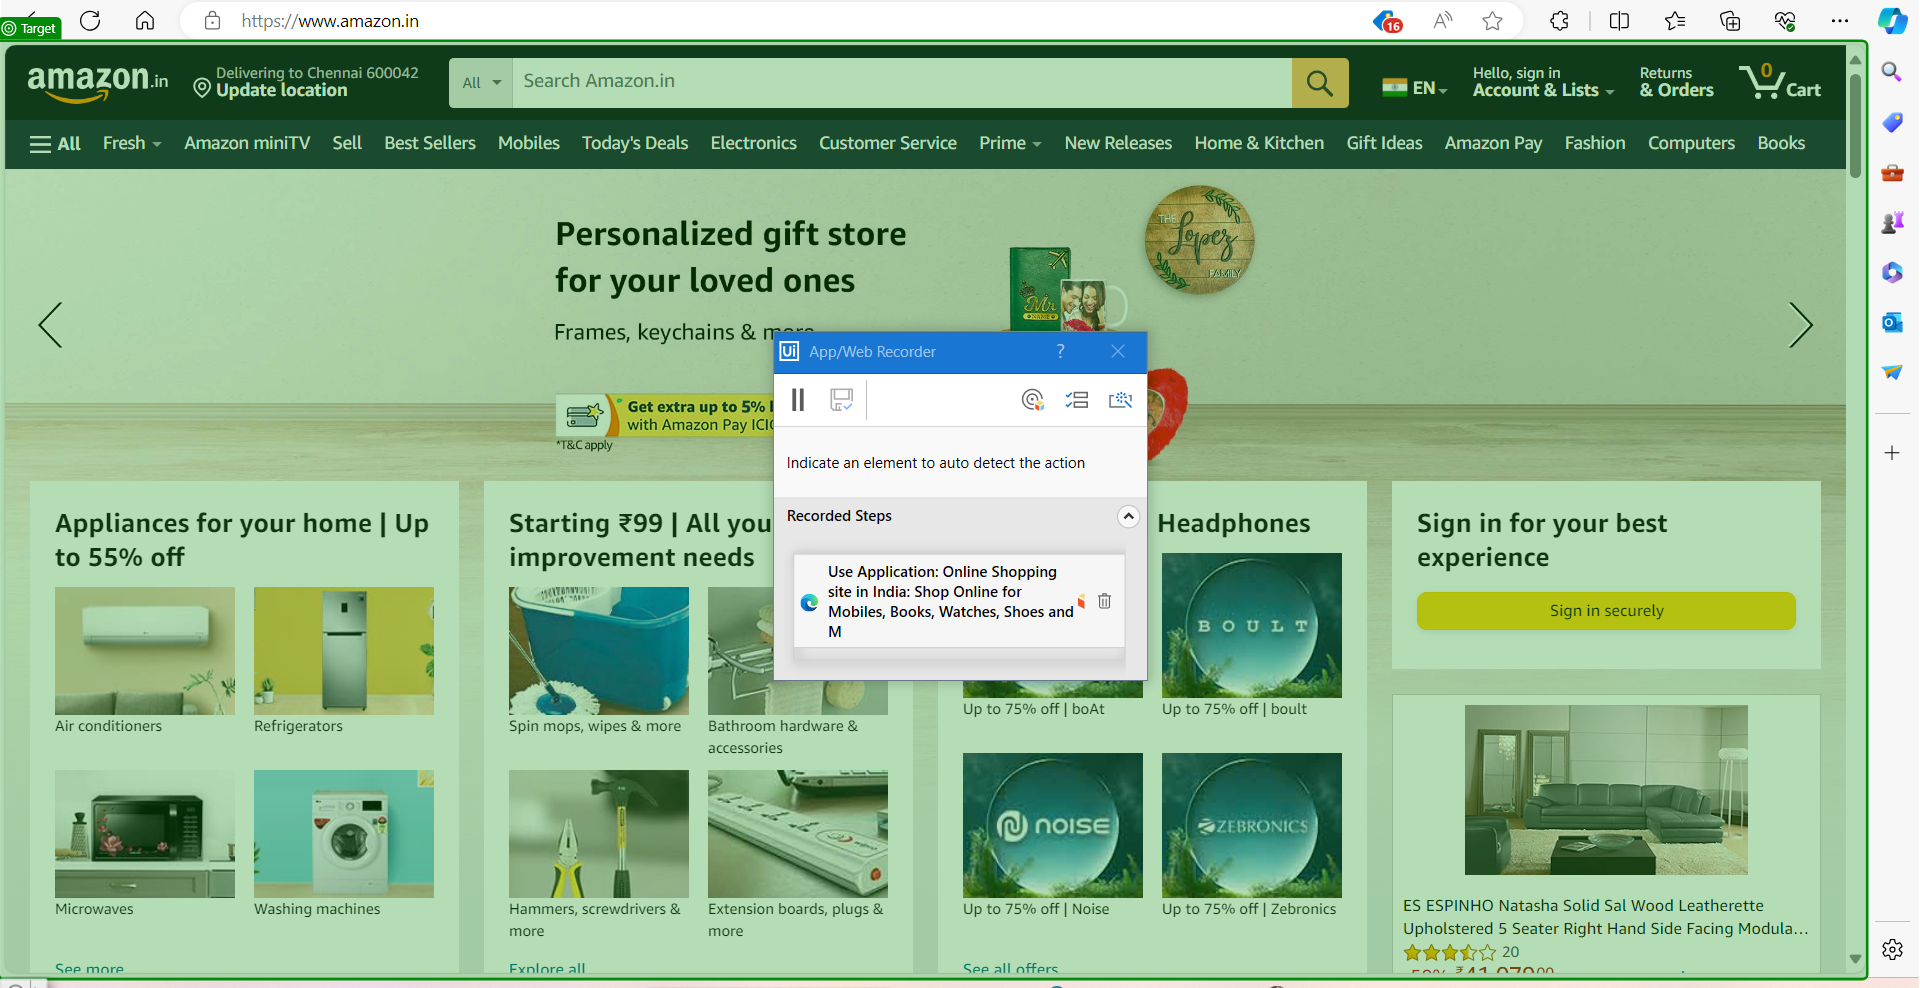 Target
https://www.amazon.in
16
amazon.in
Delivering to Chennai 600042
Update location
All
Search Amazon.in
EN
Hello, sign in
Account & Lists
Returns
& Orders
0
Cart
All
Fresh
Amazon miniTV
Sell
Best Sellers
Mobiles
Today's Deals
Electronics
Customer Service
Prime
New Releases
Home & Kitchen
Gift Ideas
Amazon Pay
Fashion
Computers
Books
Personalized gift store
for your loved ones
Frames, keychains & more
THE
Lopez
FAMILY
Mr
NAME
Get extra up to 5%
with Amazon Pay ICIC
*T&C apply
Ui App/Web Recorder
?
Indicate an element to auto detect the action
Recorded Steps
Use Application: Online Shopping
site in India: Shop Online for
Mobiles, Books, Watches, Shoes and
M
Appliances for your home | Up
to 55% off
Air conditioners
Refrigerators
Microwaves
Washing machines
See more
Starting ₹99 | All you
improvement needs
Spin mops, wipes & more
Bathroom hardware &
accessories
Hammers, screwdrivers &
more
Extension boards, plugs &
more
Explore all
Headphones
BOULT
Up to 75% off | boAt
Up to 75% off | boult
NOISE
ZEBRONICS
Up to 75% off | Noise
Up to 75% off | Zebronics
See all offers
Sign in for your best
experience
Sign in securely
ES ESPINHO Natasha Solid Sal Wood Leatherette
Upholstered 5 Seater Right Hand Side Facing Modula...
20